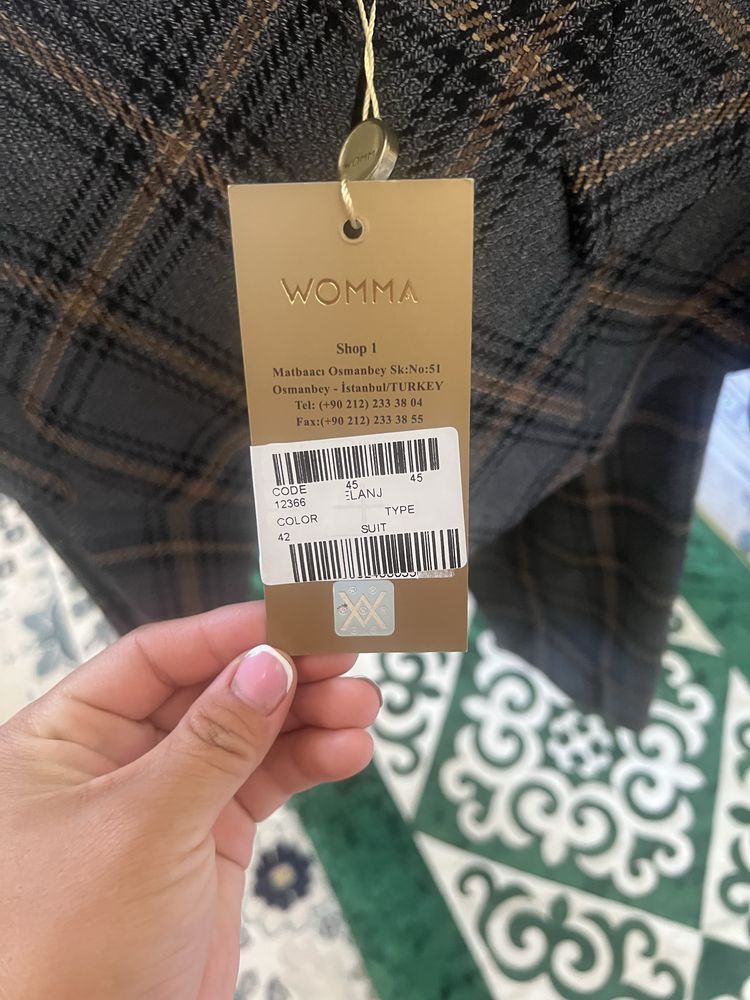 WOMMA
WOMMA
Shop 1
Matbaacı Osmanbey Sk:No:51
Osmanbey - İstanbul/TURKEY
Tel: (+90 212) 233 38 04
Fax:(+90 212) 233 38 55
45 45
CODE ELANJ
12366
COLOR TYPE
42 SUIT